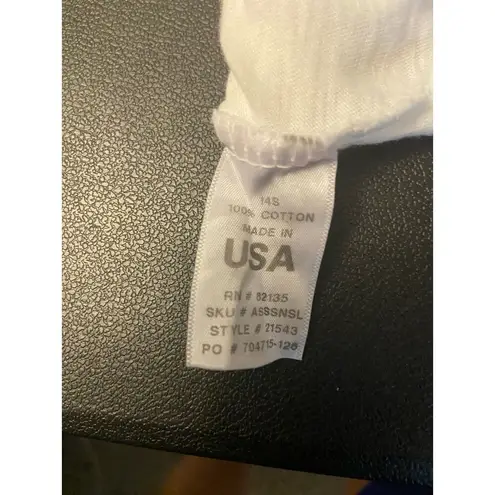 14S
100% COTTON
MADE IN
USA
RN # 82135
SKU # ASSSNSL
STYLE # 21543
PO # 704715-126